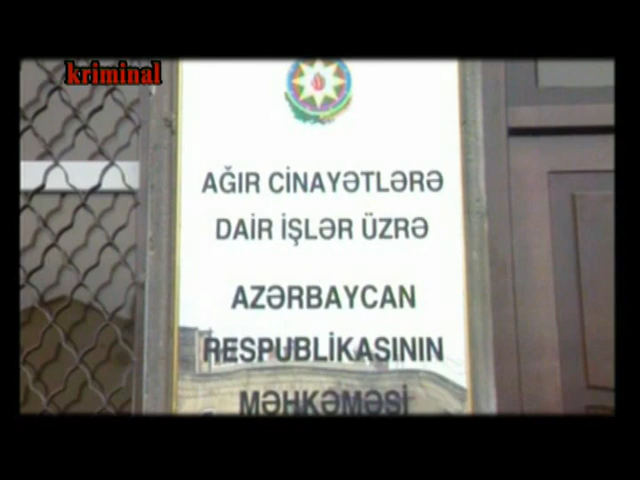 kriminal
AĞIR CİNAYƏTLƏRƏ
DAİR İŞLƏR ÜZRƏ
AZƏRBAYCAN
RESPUBLİKASININ
MƏHKƏMƏSİ